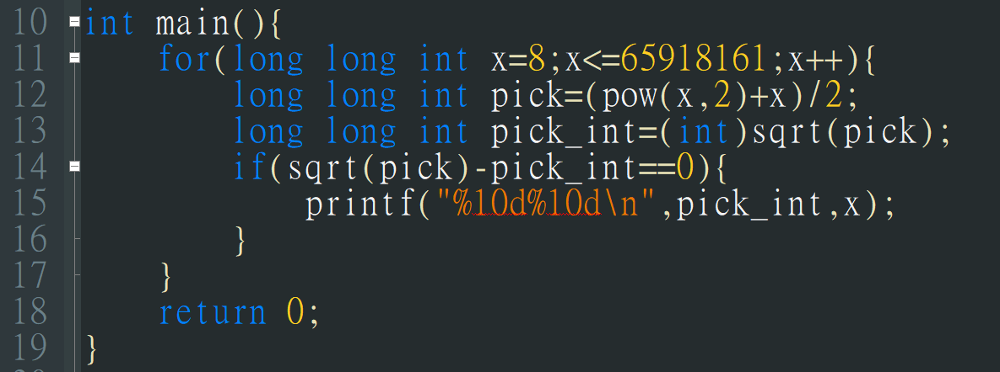 10 int main(){
11     for(long long int x=8;x<=65918161;x++){
12         long long int pick=(pow(x,2)+x)/2;
13         long long int pick_int=(int)sqrt(pick);
14         if(sqrt(pick)-pick_int==0){
15             printf("%10d%10d\n",pick_int,x);
16         }
17     }
18     return 0;
19 }